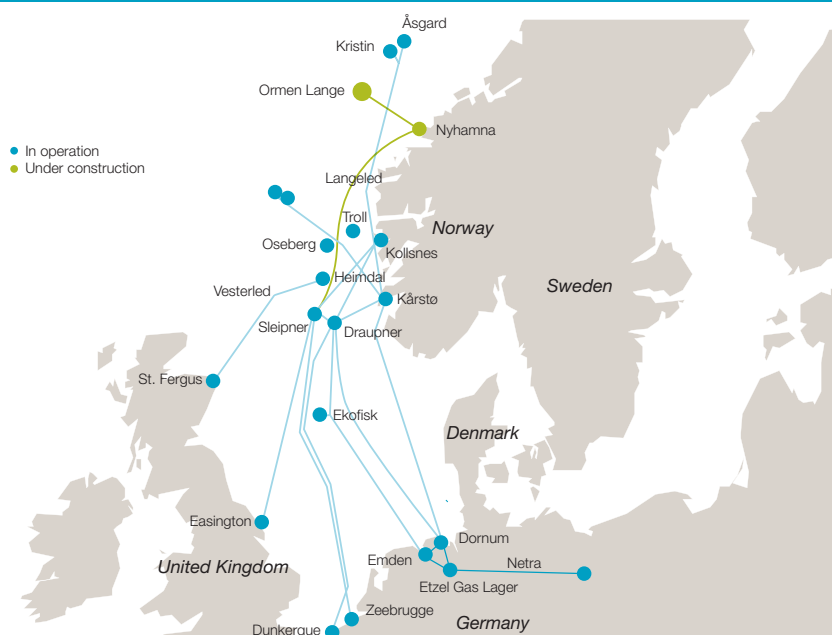 Åsgard
Kristin
Ormen Lange
Nyhamna
In operation
Under construction
Langeled
Troll
Norway
Oseberg
Kollsnes
Heimdal
Sweden
Vesterled
Kårstø
Sleipner
Draupner
St. Fergus
Ekofisk
Denmark
Easington
Dornum
Emden
Netra
United Kingdom
Etzel Gas Lager
Zeebrugge
Germany
Dunkerque